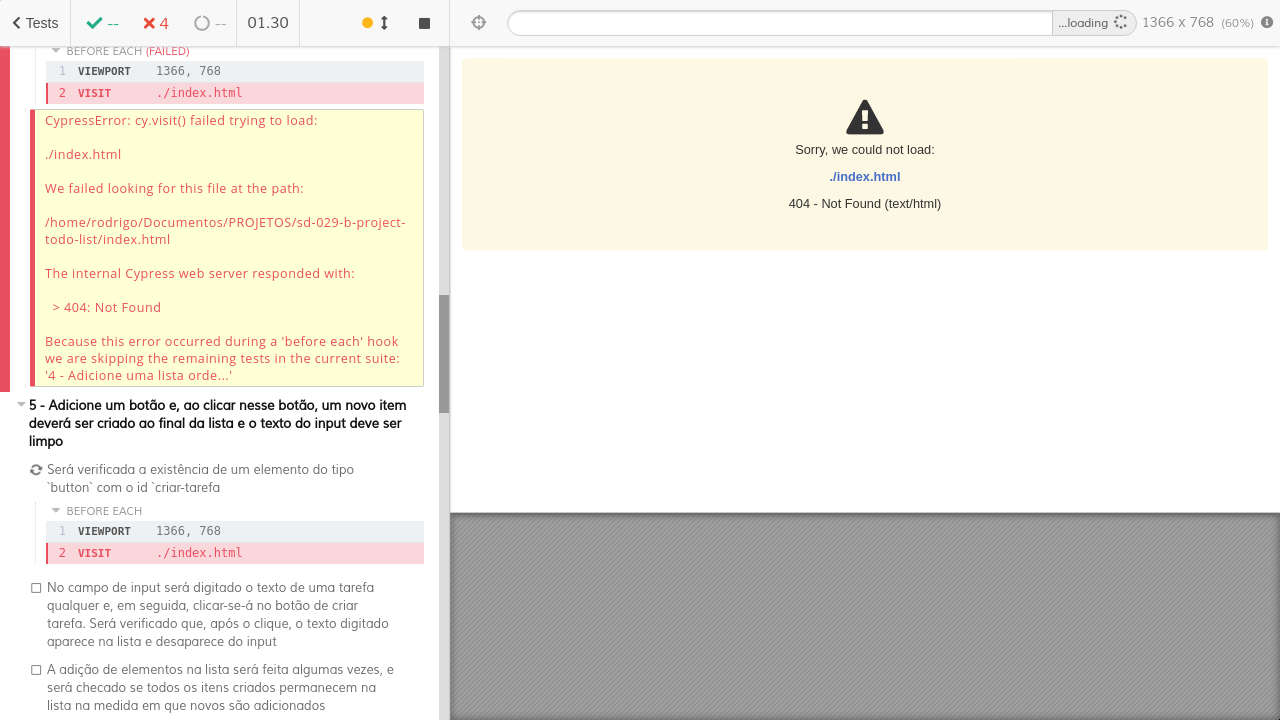 Tests
--
4
--
01.30
...loading
1366 x 768 (60%)
BEFORE EACH (FAILED)
1 VIEWPORT 1366, 768
2 VISIT ./index.html
CypressError: cy.visit() failed trying to load:
./index.html
We failed looking for this file at the path:
/home/rodrigo/Documentos/PROJETOS/sd-029-b-project-
todo-list/index.html
The internal Cypress web server responded with:
> 404: Not Found
Because this error occurred during a 'before each' hook
we are skipping the remaining tests in the current suite:
'4 - Adicione uma lista orde...'
5 - Adicione um botão e, ao clicar nesse botão, um novo item
deverá ser criado ao final da lista e o texto do input deve ser
limpo
Será verificada a existência de um elemento do tipo
`button` com o id `criar-tarefa
BEFORE EACH
1 VIEWPORT 1366, 768
2 VISIT ./index.html
No campo de input será digitado o texto de uma tarefa
qualquer e, em seguida, clicar-se-á no botão de criar
tarefa. Será verificado que, após o clique, o texto digitado
aparece na lista e desaparece do input
A adição de elementos na lista será feita algumas vezes, e
será checado se todos os itens criados permanecem na
lista na medida em que novos são adicionados
Sorry, we could not load:
./index.html
404 - Not Found (text/html)